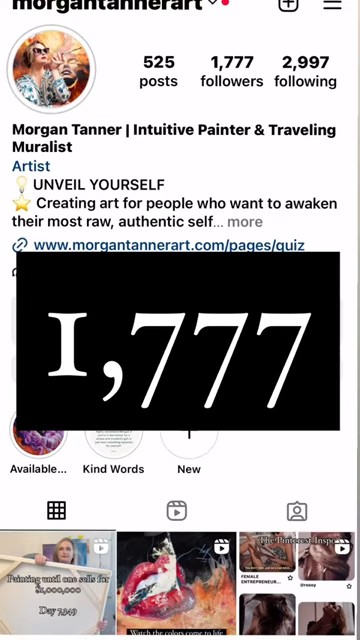 morgantannerart
525
1,777
2,997
posts
followers
following
Morgan Tanner | Intuitive Painter & Traveling
Muralist
Artist
UNVEIL YOURSELF
Creating art for people who want to awaken
their most raw, authentic self... more
www.morgantannerart.com/pages/quiz
1,777
Available...
Kind Words
New
Painting until one sells for
$1,000,000
Day 7,949
Watch the colors come to life
The Pinterest Inspo
FEMALE
ENTREPRENEUR...
Dressy